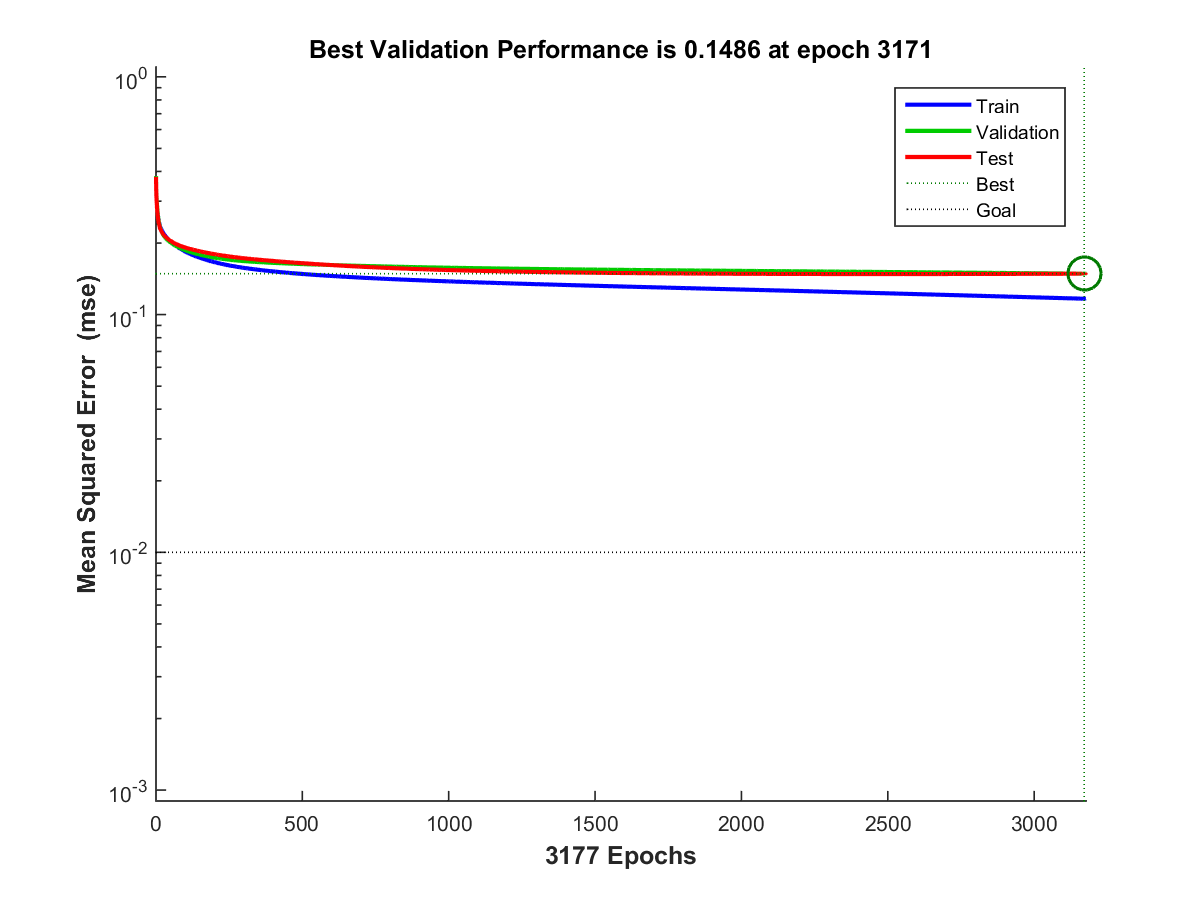 Best Validation Performance is 0.1486 at epoch 3171
10^0
10^-1
10^-2
10^-3
Mean Squared Error (mse)
Train
Validation
Test
Best
Goal
0 500 1000 1500 2000 2500 3000
3177 Epochs